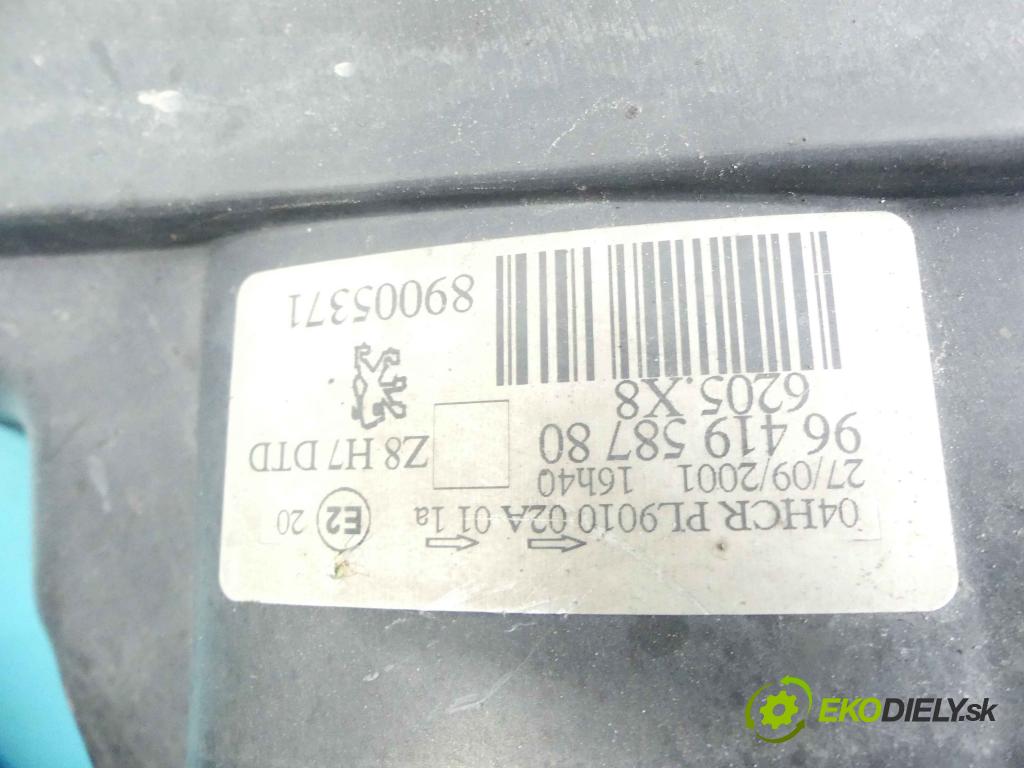 04HCR PL9010 02A 01 1a E2 20
27/09/2001 16h40
96 419 587 80
6205.X8
Z8 H7 DTD
89005371
EKODIELY.sk